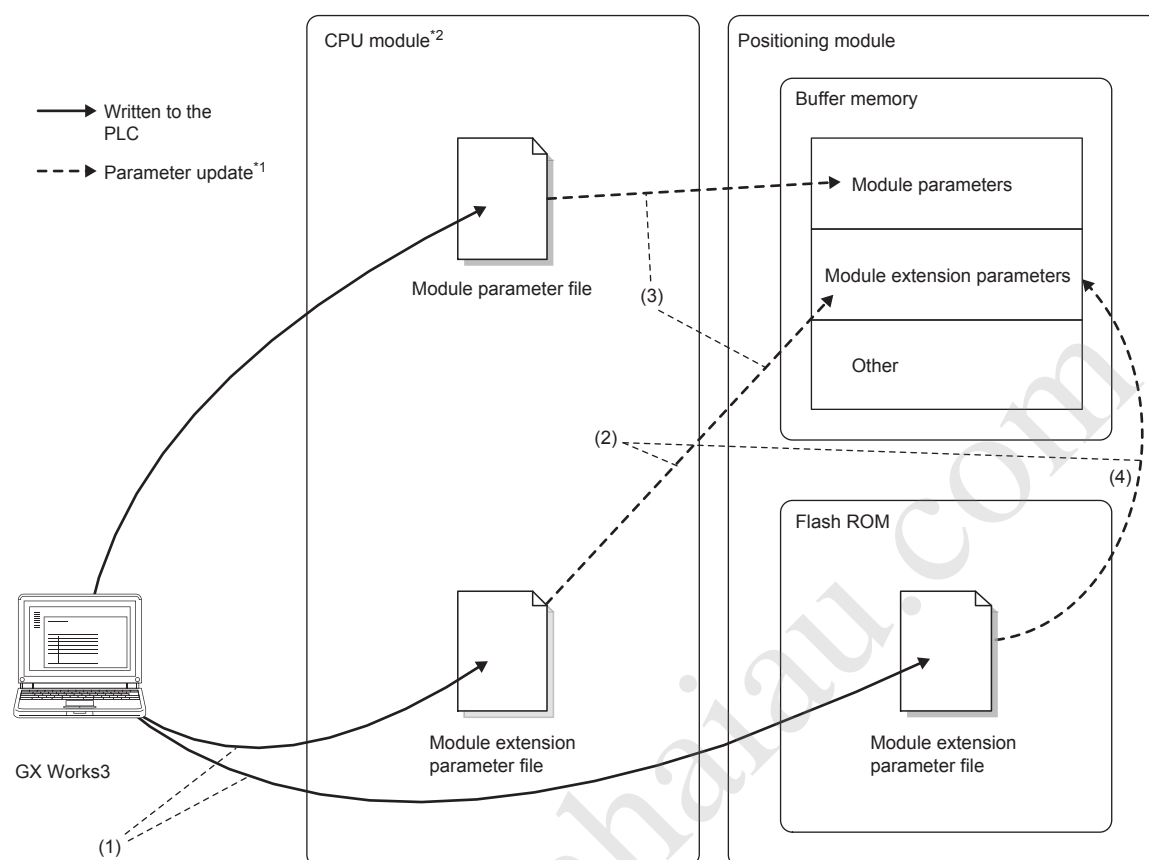 CPU module*2
Positioning module
Buffer memory
Written to the
PLC
Parameter update*1
Module parameters
Module extension parameters
Module parameter file
(3)
Other
(2)
(4)
Flash ROM
Module extension
parameter file
Module extension
parameter file
GX Works3
(1)
haiau.com